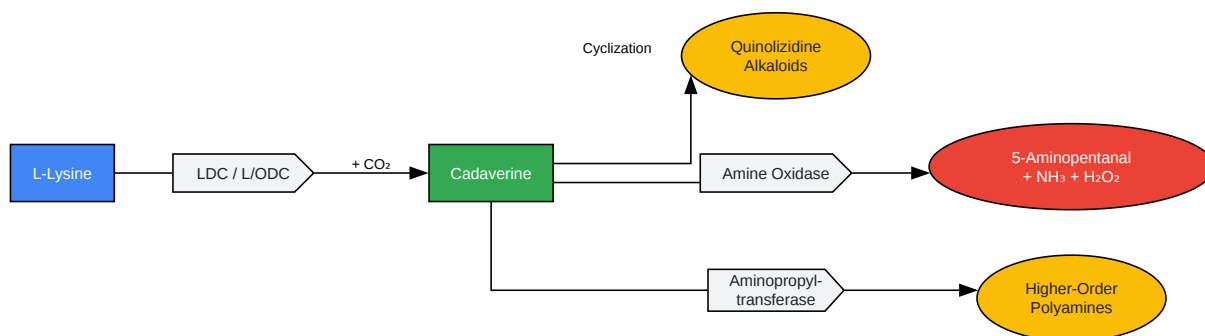 Cyclization
Quinolizidine
Alkaloids
L-Lysine
LDC / L/ODC
+ CO₂
Cadaverine
Amine Oxidase
5-Aminopentanal
+ NH₃ + H₂O₂
Aminopropyl-
transferase
Higher-Order
Polyamines